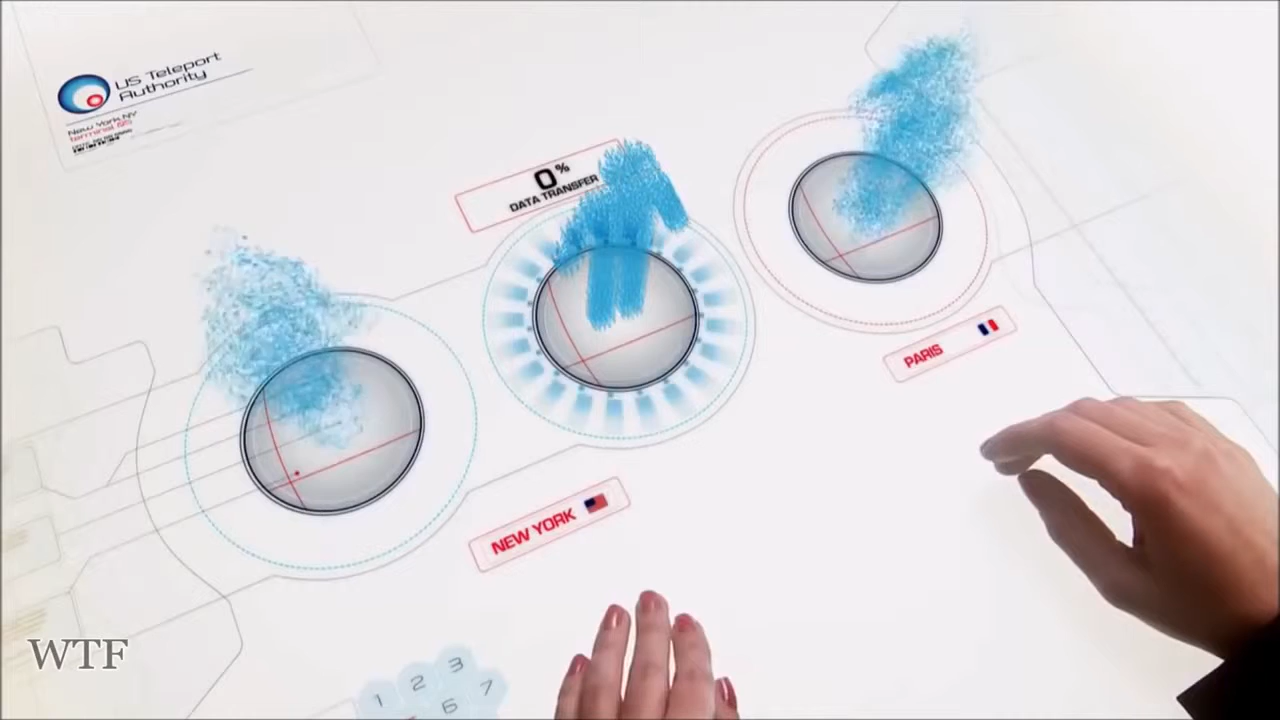 US Teleport
Authority
New York.NY
0%
DATA TRANSFER
PARIS
NEW YORK
1 2 3
6 7
WTF